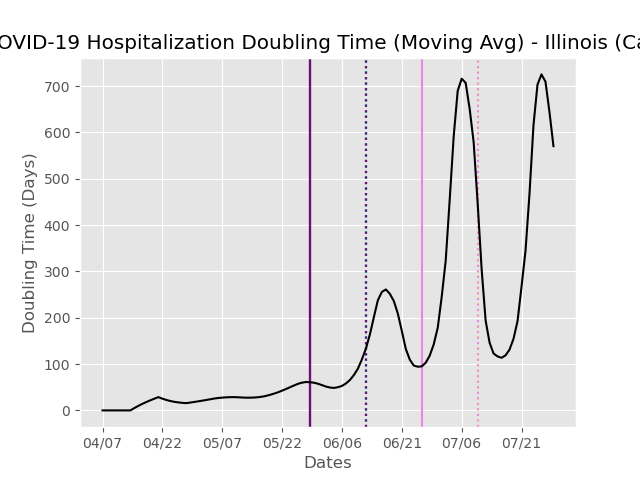 OVID-19 Hospitalization Doubling Time (Moving Avg) - Illinois (Ca
700
600
500
400
300
200
100
0
Doubling Time (Days)
04/07 04/22 05/07 05/22 06/06 06/21 07/06 07/21
Dates